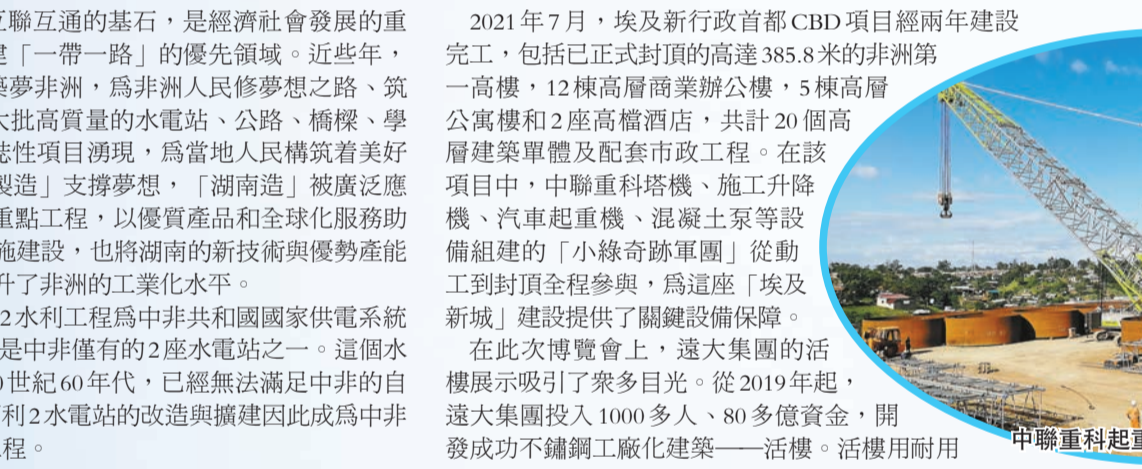 互聯互通的基石，是經濟社會發展的重
建「一帶一路」的優先領域。近些年，
築夢非洲，爲非洲人民修夢想之路、筑
大批高質量的水電站、公路、橋樑、學
誌性項目湧現，爲當地人民構筑着美好
製造」支撐夢想，「湖南造」被廣泛應
重點工程，以優質產品和全球化服務助
施建設，也將湖南的新技術與優勢產能
升了非洲的工業化水平。
2水利工程爲中非共和國國家供電系統
是中非僅有的2座水電站之一。這個水
0世紀60年代，已經無法滿足中非的自
利2水電站的改造與擴建因此成爲中非
程。
2021年7月，埃及新行政首都CBD項目經兩年建設
完工，包括已正式封頂的高達385.8米的非洲第
一高樓，12棟高層商業辦公樓，5棟高層
公寓樓和2座高檔酒店，共計20個高
層建築單體及配套市政工程。在該
項目中，中聯重科塔機、施工升降
機、汽車起重機、混凝土泵等設
備組建的「小綠奇跡軍團」從動
工到封頂全程參與，爲這座「埃及
新城」建設提供了關鍵設備保障。
在此次博覽會上，遠大集團的活
樓展示吸引了衆多目光。從2019年起，
遠大集團投入1000多人、80多億資金，開
發成功不鏽鋼工廠化建築——活樓。活樓用耐用
中聯重科起重